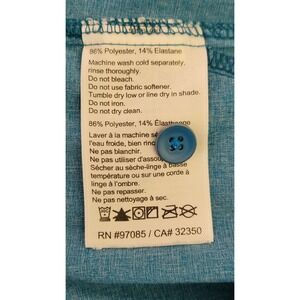 86% Polyester, 14% Elastane
Machine wash cold separately,
rinse thoroughly.
Do not bleach.
Do not use fabric softener.
Tumble dry low or line dry in shade.
Do not iron.
Do not dry clean.
86% Polyester, 14% Élasthanne
Laver à la machine
l'eau froide, bien
Ne pas blanchir.
Ne pas utiliser
Sécher au sèche-linge à basse
température ou sur une corde à
linge à l'ombre.
Ne pas repasser.
Ne pas nettoyage à sec.
RN #97085 / CA# 32350